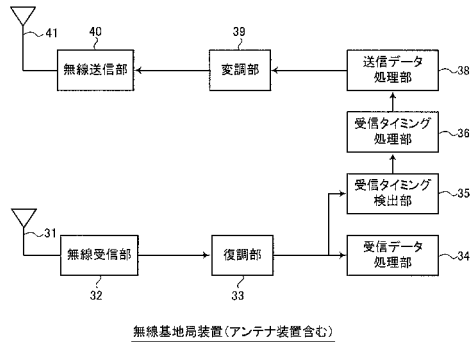 41
40
無線送信部
39
変調部
送信データ
処理部
38
受信タイミング
処理部
36
受信タイミング
検出部
35
31
無線受信部
32
復調部
33
受信データ
処理部
34
無線基地局装置(アンテナ装置含む)